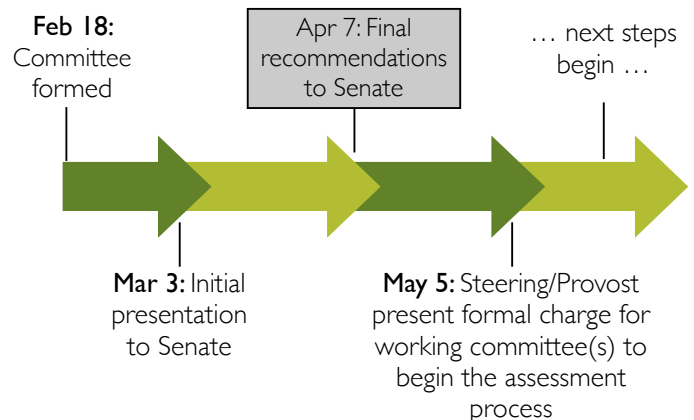 Feb 18:
Committee
formed
Mar 3: Initial
presentation
to Senate
Apr 7: Final
recommendations
to Senate
May 5: Steering/Provost
present formal charge for
working committee(s) to
begin the assessment
process
… next steps
begin …